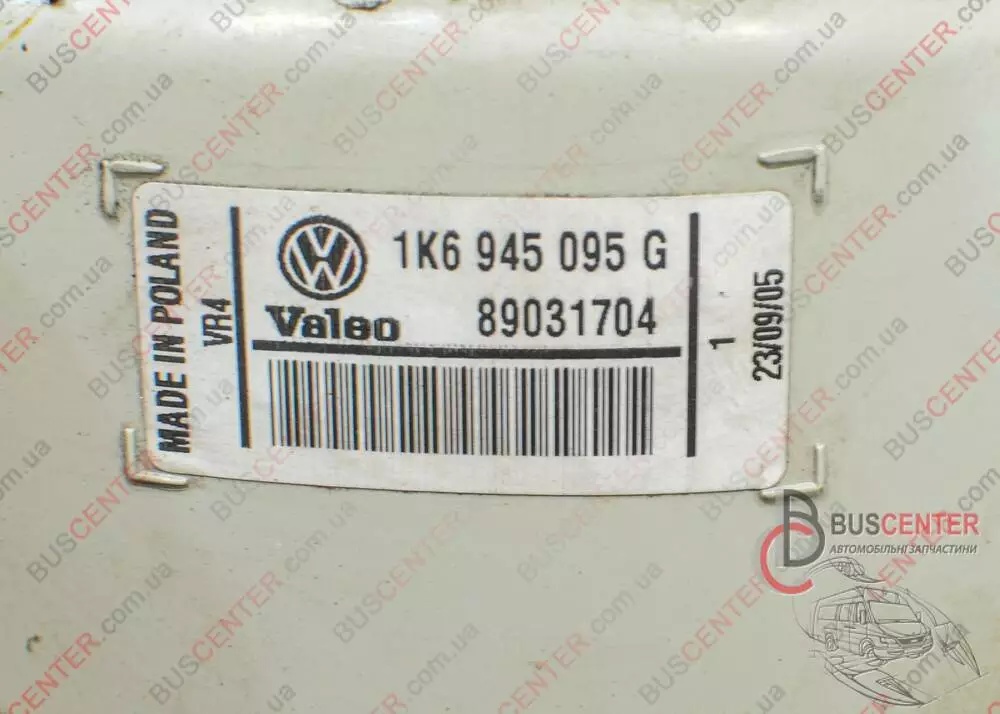 MADE IN POLAND
VR4
1K6 945 095 G
Valeo
89031704
1
23/09/05
BUSCENTER
АВТОМОБІЛЬНІ ЗАПЧАСТИНИ
BUSCENTER.com.ua